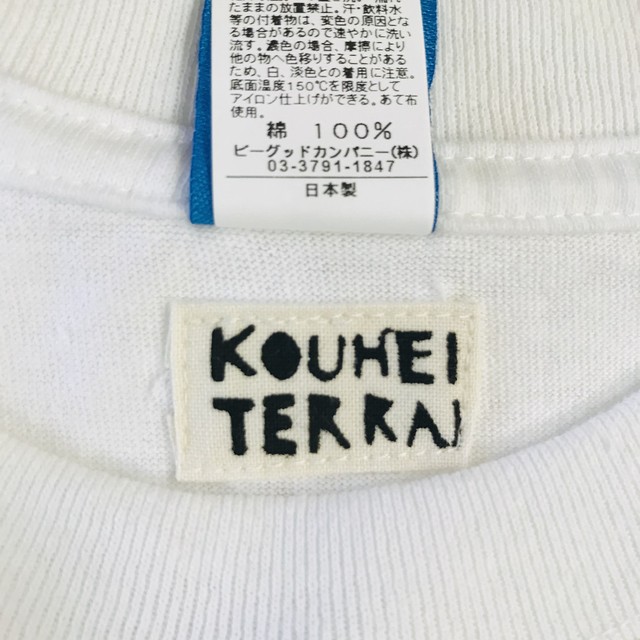 たままの放置禁止。汗・飲料水
等の付着物は、変色の原因とな
る場合があるので速やかに洗い
流す。濃色の場合、摩擦により
他の物へ色移りすることがある
ため、白、淡色との着用に注意。
底面温度150℃を限度として
アイロン仕上げができる。あて布
使用。
綿 100%
ビーグッドカンパニー(株)
03-3791-1847
日本製
KOUHEI
TERRAI